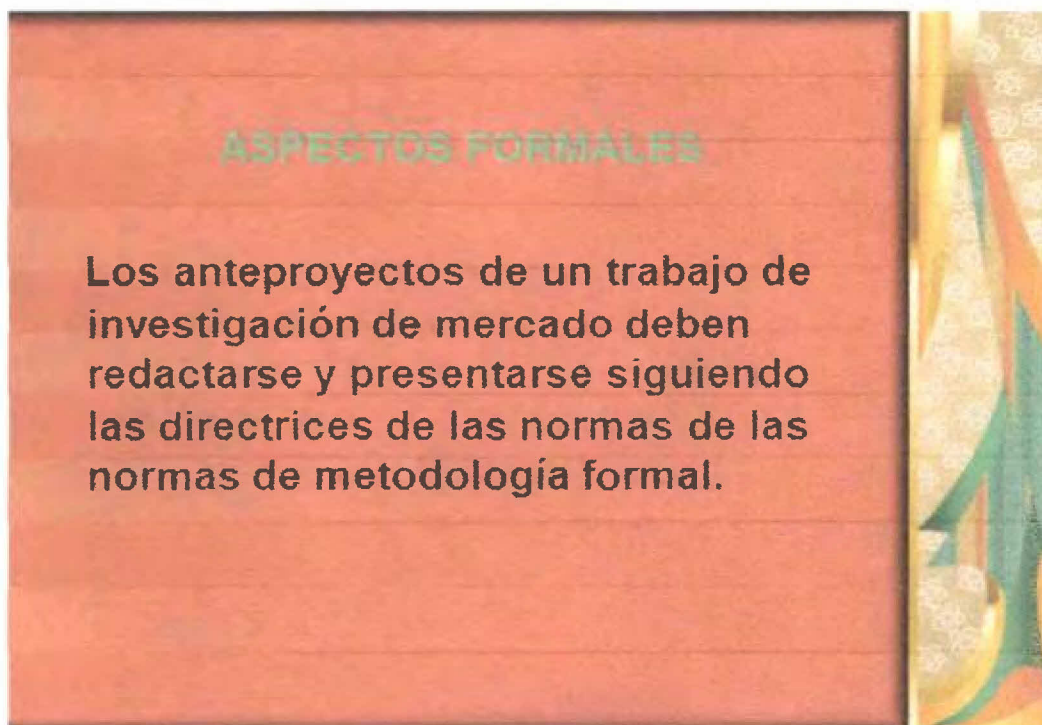 ASPECTOS FORMALES
Los anteproyectos de un trabajo de
investigación de mercado deben
redactarse y presentarse siguiendo
las directrices de las normas de las
normas de metodología formal.